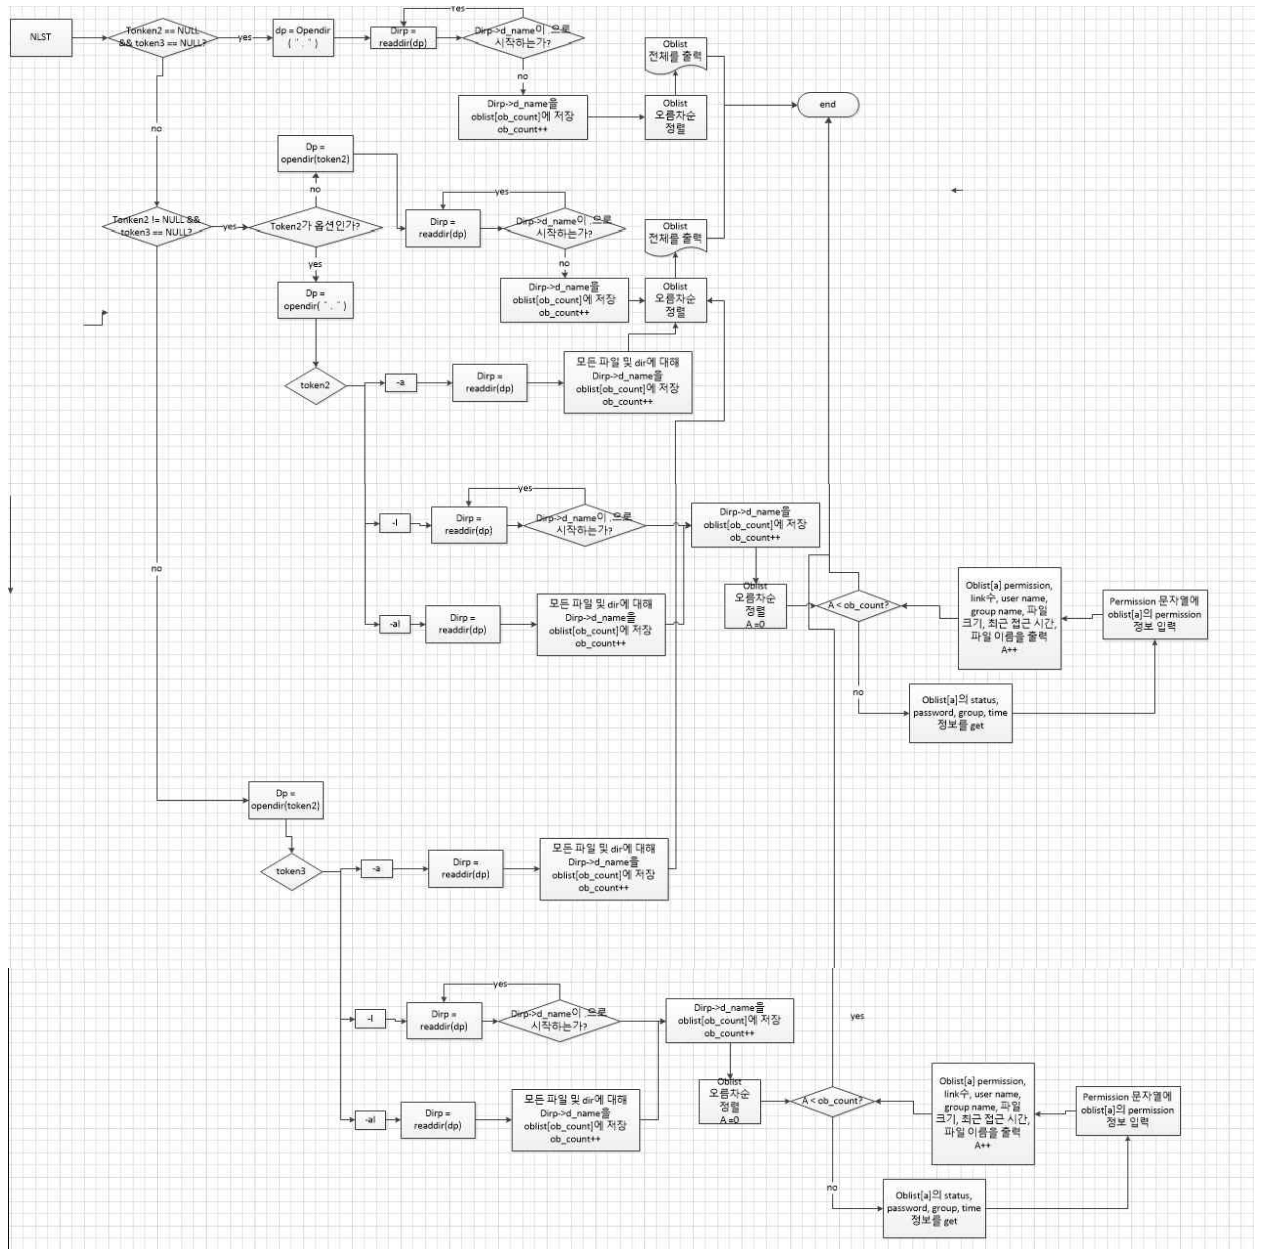 NLST
Tonken2 == NULL
&& token3 == NULL?
yes
dp = Opendir
( " . " )
Dirp =
readdir(dp)
Yes
Dirp->d_name이 .으로
시작하는가?
no
Dirp->d_name을
oblist[ob_count]에 저장
ob_count++
Oblist
전체를 출력
Oblist
오름차순
정렬
end
no
Dp =
opendir(token2)
no
Tonken2 != NULL &&
token3 == NULL?
yes
Token2가 옵션인가?
yes
Dp =
opendir( " . " )
Dirp =
readdir(dp)
yes
Dirp->d_name이 .으로
시작하는가?
no
Dirp->d_name을
oblist[ob_count]에 저장
ob_count++
Oblist
전체를 출력
Oblist
오름차순
정렬
token2
-a
Dirp =
readdir(dp)
모든 파일 및 dir에 대해
Dirp->d_name을
oblist[ob_count]에 저장
ob_count++
-l
Dirp =
readdir(dp)
yes
Dirp->d_name이 .으로
시작하는가?
Dirp->d_name을
oblist[ob_count]에 저장
ob_count++
-al
Dirp =
readdir(dp)
모든 파일 및 dir에 대해
Dirp->d_name을
oblist[ob_count]에 저장
ob_count++
Oblist
오름차순
정렬
A =0
A < ob_count?
Oblist[a] permission,
link수, user name,
group name, 파일
크기, 최근 접근 시간,
파일 이름을 출력
A++
Permission 문자열에
oblist[a]의 permission
정보 입력
no
Oblist[a]의 status,
password, group, time
정보를 get
no
Dp =
opendir(token2)
token3
-a
Dirp =
readdir(dp)
모든 파일 및 dir에 대해
Dirp->d_name을
oblist[ob_count]에 저장
ob_count++
-l
Dirp =
readdir(dp)
yes
Dirp->d_name이 .으로
시작하는가?
Dirp->d_name을
oblist[ob_count]에 저장
ob_count++
yes
-al
Dirp =
readdir(dp)
모든 파일 및 dir에 대해
Dirp->d_name을
oblist[ob_count]에 저장
ob_count++
Oblist
오름차순
정렬
A =0
A < ob_count?
Oblist[a] permission,
link수, user name,
group name, 파일
크기, 최근 접근 시간,
파일 이름을 출력
A++
Permission 문자열에
oblist[a]의 permission
정보 입력
no
Oblist[a]의 status,
password, group, time
정보를 get